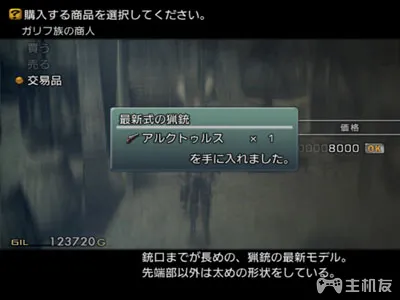 購入する商品を選択してください。
ガリフ族の商人
買う
売る
交易品
最新式の猟銃
アルクトゥルス × 1
を手に入れました。
価格
00008000 OK
GIL 123720G
銃口までが長めの、猟銃の最新モデル。
先端部以外は太めの形状をしている。
主机友